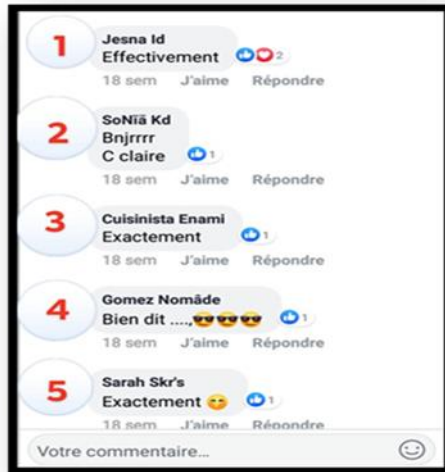 1
Jesna Id
Effectivement 2
18 sem J'aime Répondre
2
SoNïã Kd
Bnjrrrr
C claire 1
18 sem J'aime Répondre
3
Cuisinista Enami
Exactement 1
18 sem J'aime Répondre
4
Gomez Nomâde
Bien dit ....,😎😎😎 1
18 sem J'aime Répondre
5
Sarah Skr's
Exactement 😊 1
18 sem J'aime Répondre
Votre commentaire...